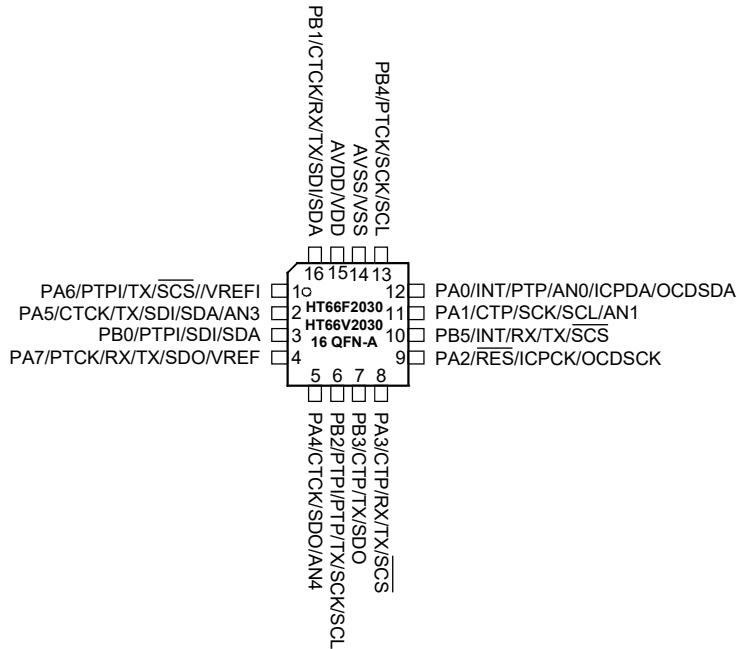 PB1/CTCK/RX/TX/SDI/SDA
AVDD/VDD
AVSS/VSS
PB4/PTCK/SCK/SCL
16 15 14 13
PA6/PTPI/TX/SCS//VREFI 1
PA5/CTCK/TX/SDI/SDA/AN3 2
PB0/PTPI/SDI/SDA 3
PA7/PTCK/RX/TX/SDO/VREF 4
HT66F2030
HT66V2030
16 QFN-A
12 PA0/INT/PTP/AN0/ICPDA/OCDSDA
11 PA1/CTP/SCK/SCL/AN1
10 PB5/INT/RX/TX/SCS
9 PA2/RES/ICPCK/OCDSCK
5 6 7 8
PA4/CTCK/SDO/AN4
PB2/PTPI/PTP/TX/SCK/SCL
PB3/CTP/TX/SDO
PA3/CTP/RX/TX/SCS